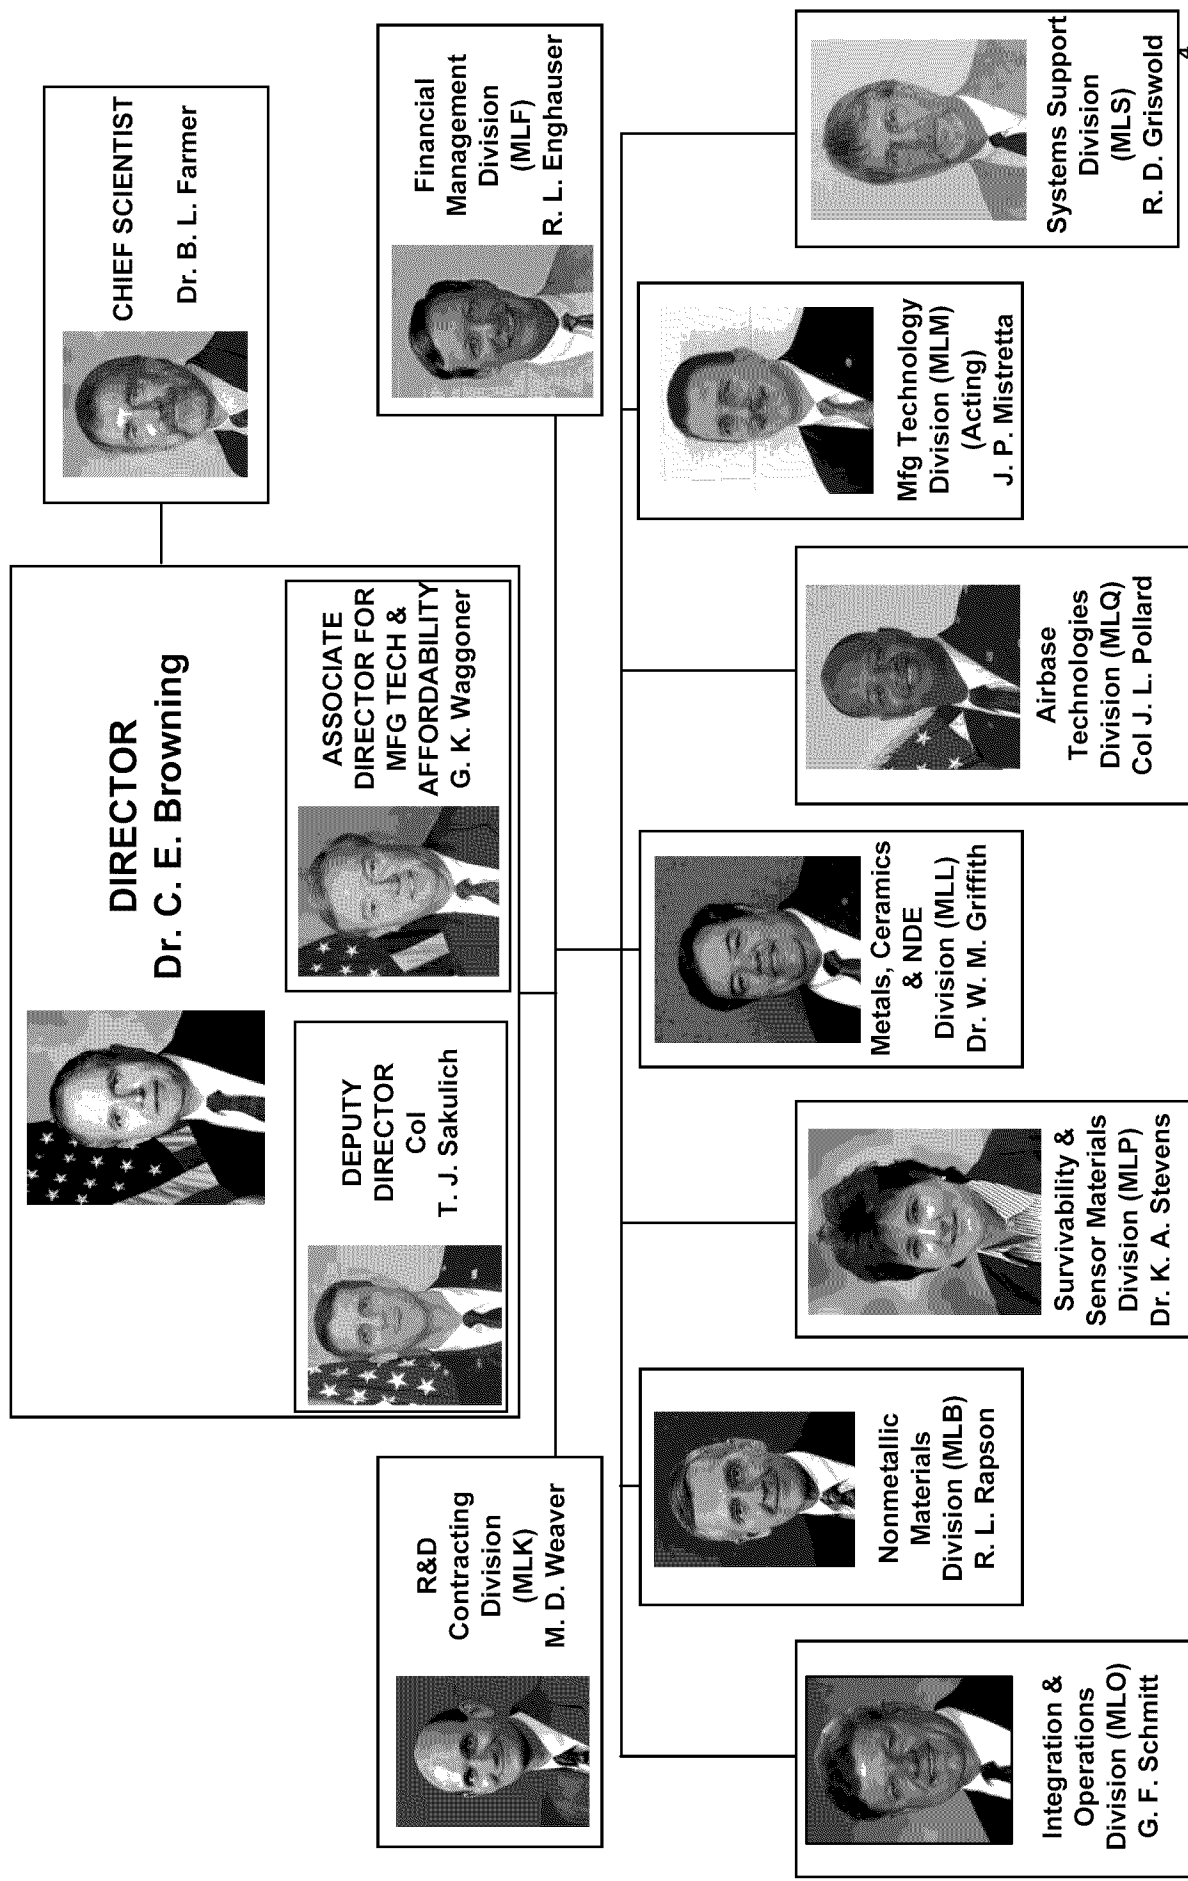 DIRECTOR
Dr. C. E. Browning
CHIEF SCIENTIST
Dr. B. L. Farmer
DEPUTY
DIRECTOR
Col
T. J. Sakulich
ASSOCIATE
DIRECTOR FOR
MFG TECH &
AFFORDABILITY
G. K. Waggoner
R&D
Contracting
Division
(MLK)
M. D. Weaver
Financial
Management
Division
(MLF)
R. L. Enghauser
Integration &
Operations
Division (MLO)
G. F. Schmitt
Nonmetallic
Materials
Division (MLB)
R. L. Rapson
Survivability &
Sensor Materials
Division (MLP)
Dr. K. A. Stevens
Metals, Ceramics
& NDE
Division (MLL)
Dr. W. M. Griffith
Airbase
Technologies
Division (MLQ)
Col J. L. Pollard
Mfg Technology
Division (MLM)
(Acting)
J. P. Mistretta
Systems Support
Division
(MLS)
R. D. Griswold